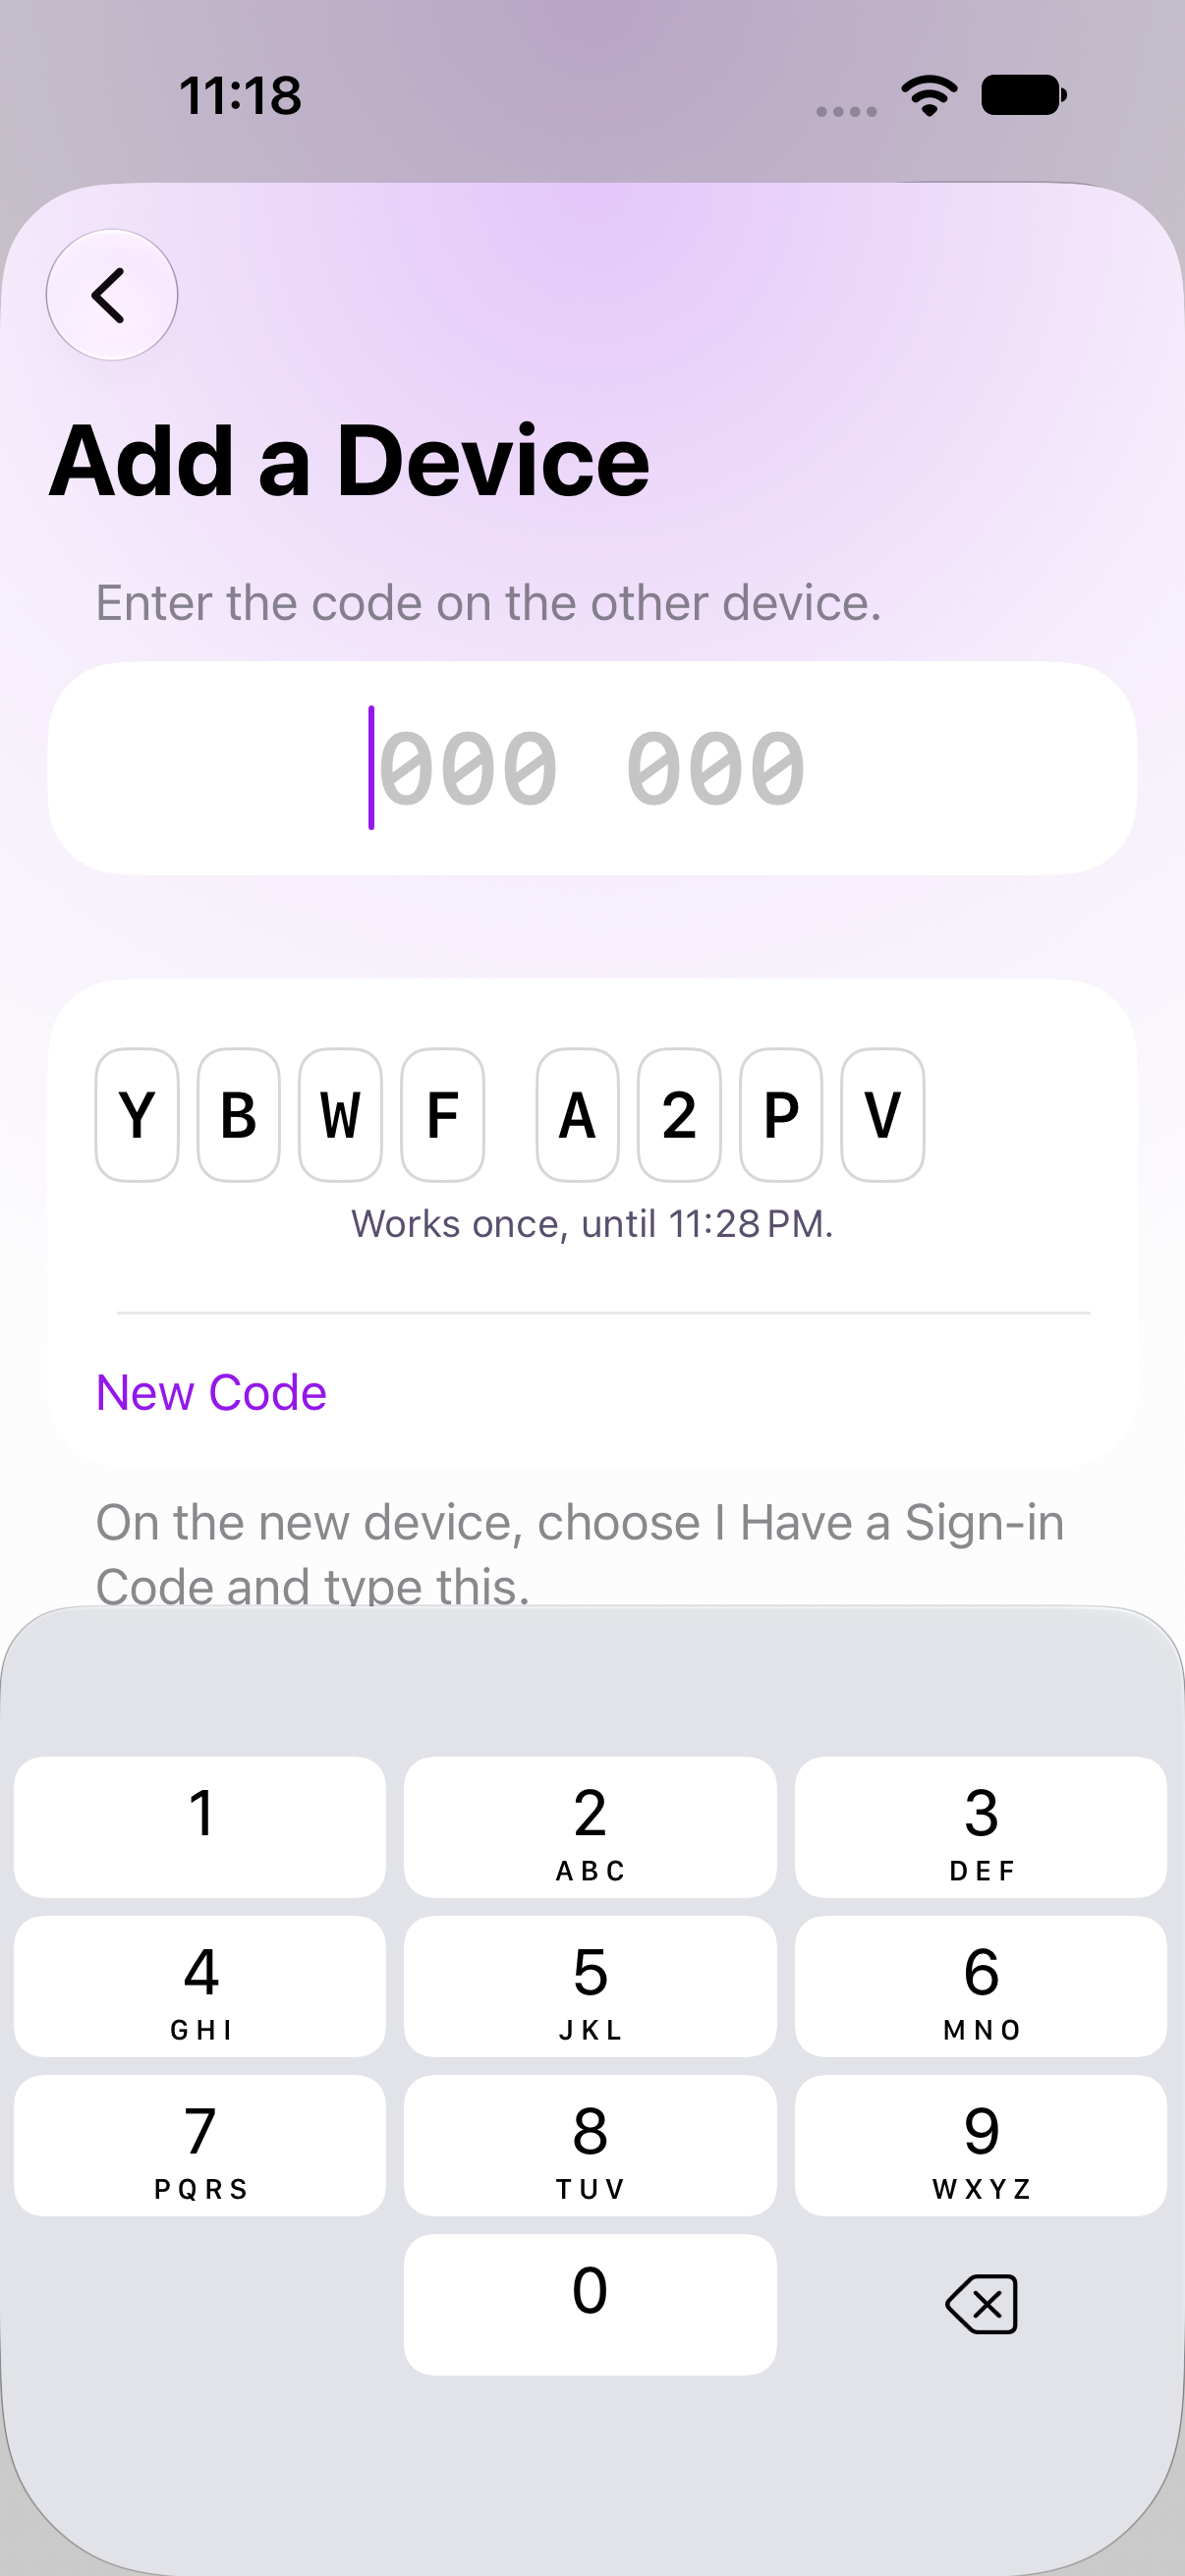 11:18
Add a Device
Enter the code on the other device.
000 000
Y B W F A 2 P V
Works once, until 11:28 PM.
New Code
On the new device, choose I Have a Sign-in
Code and type this.
1 2 3
ABC DEF
4 5 6
GHI JKL MNO
7 8 9
PQRS TUV WXYZ
0